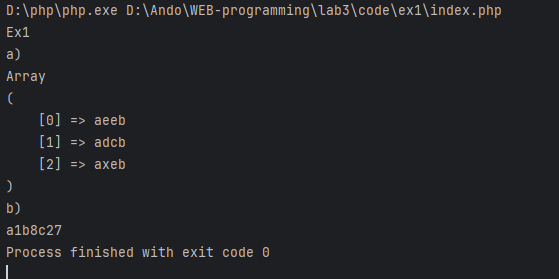 D:\php\php.exe D:\Ando\WEB-programming\lab3\code\ex1\index.php
Ex1
a)
Array
(
    [0] => aeeb
    [1] => adcb
    [2] => axeb
)
b)
a1b8c27
Process finished with exit code 0